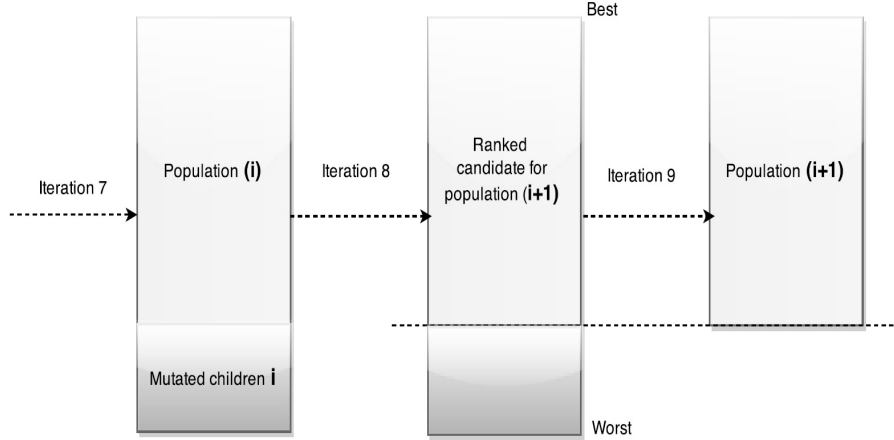 Best
Iteration 7
Population (i)
Iteration 8
Ranked
candidate for
population (i+1)
Iteration 9
Population (i+1)
Mutated children i
Worst